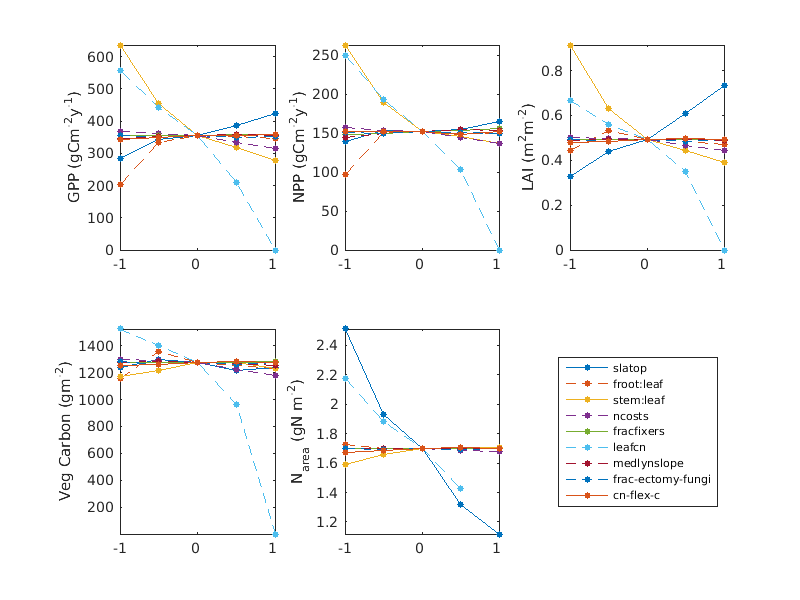 600
500
400
300
200
100
0
-1 0 1
GPP (gCm⁻²y⁻¹)
250
200
150
100
50
0
-1 0 1
NPP (gCm⁻²y⁻¹)
0.8
0.6
0.4
0.2
0
-1 0 1
LAI (m²m⁻²)
1400
1200
1000
800
600
400
200
-1 0 1
Veg Carbon (gm⁻²)
2.4
2.2
2
1.8
1.6
1.4
1.2
-1 0 1
N_area (gN m⁻²)
slatop
froot:leaf
stem:leaf
ncosts
fracfixers
leafcn
medlynslope
frac-ectomy-fungi
cn-flex-c